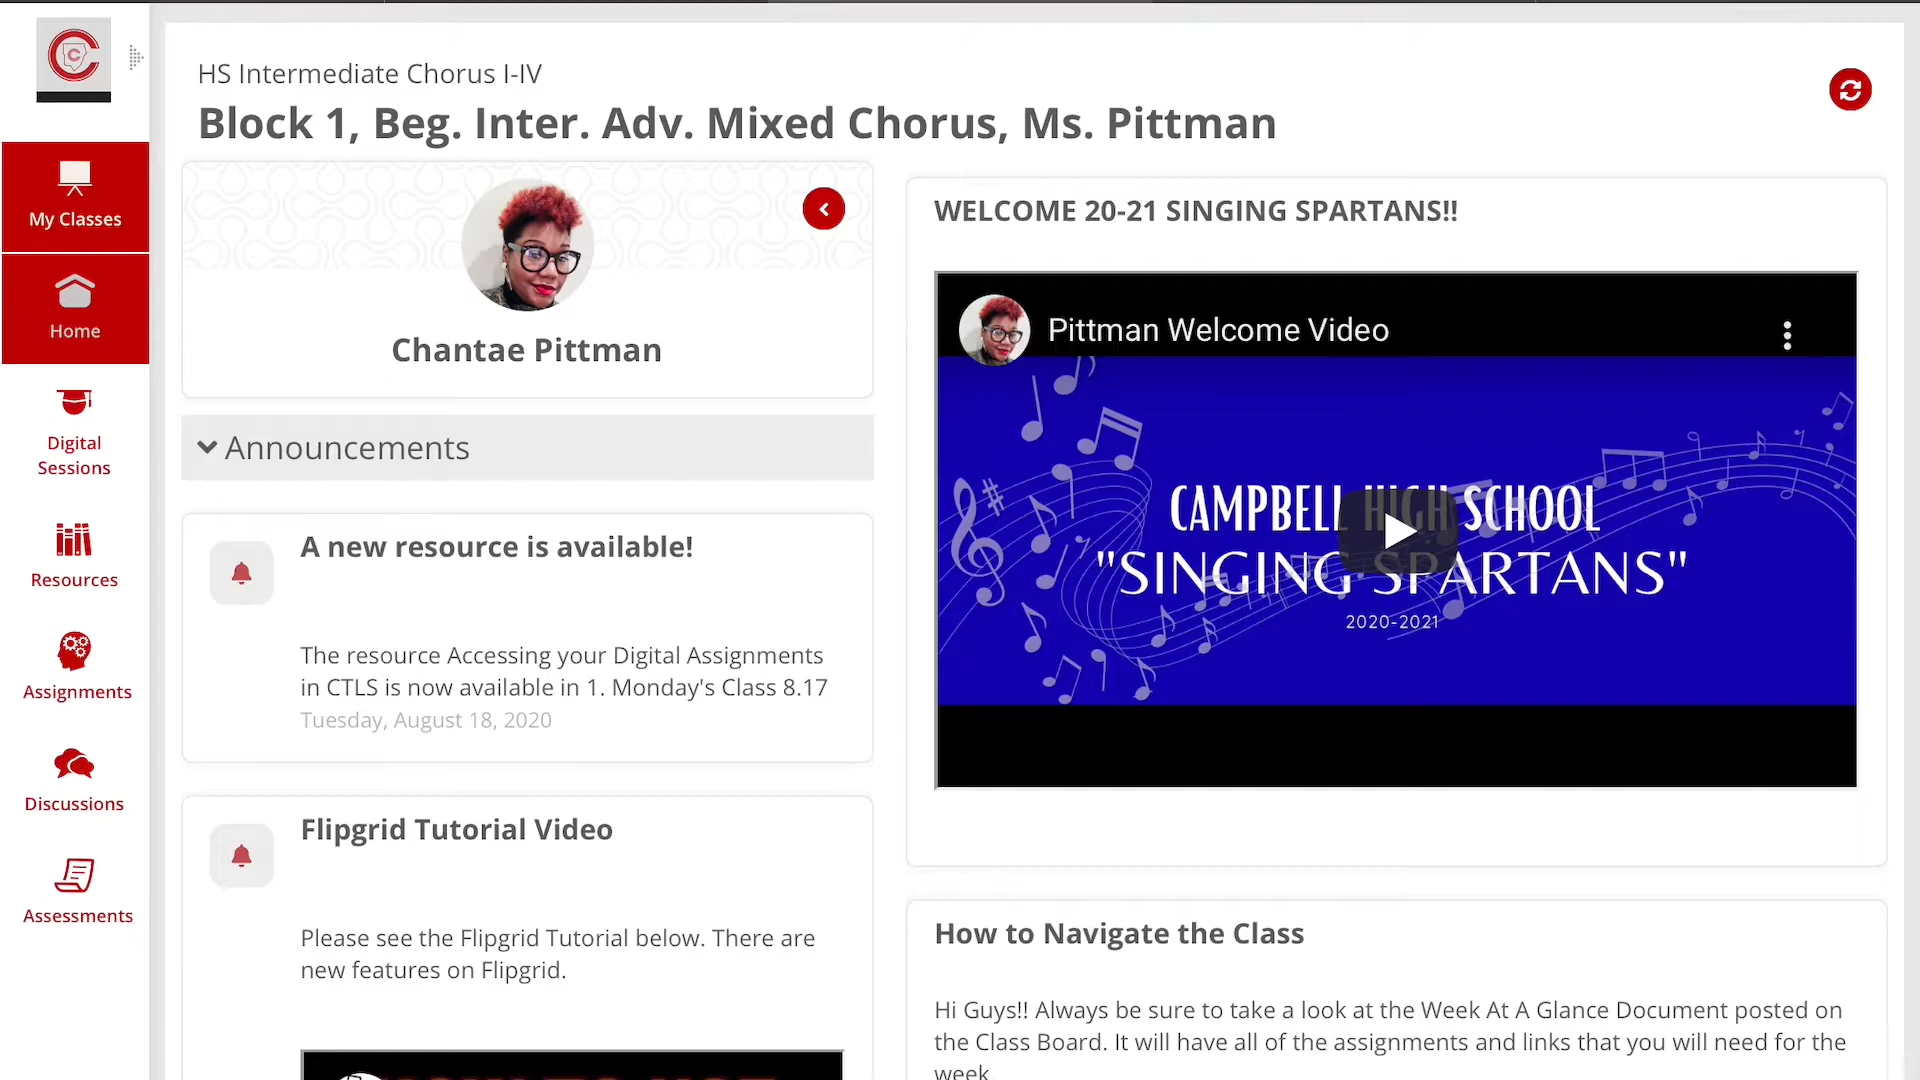 HS Intermediate Chorus I-IV
Block 1, Beg. Inter. Adv. Mixed Chorus, Ms. Pittman
C
My Classes
Home
Digital
Sessions
Resources
Assignments
Discussions
Assessments
Chantae Pittman
Announcements
A new resource is available!
The resource Accessing your Digital Assignments
in CTLS is now available in 1. Monday's Class 8.17
Tuesday, August 18, 2020
Flipgrid Tutorial Video
Please see the Flipgrid Tutorial below. There are
new features on Flipgrid.
WELCOME 20-21 SINGING SPARTANS!!
Pittman Welcome Video
CAMPBELL HIGH SCHOOL
"SINGING SPARTANS"
2020-2021
How to Navigate the Class
Hi Guys!! Always be sure to take a look at the Week At A Glance Document posted on
the Class Board. It will have all of the assignments and links that you will need for the
week.